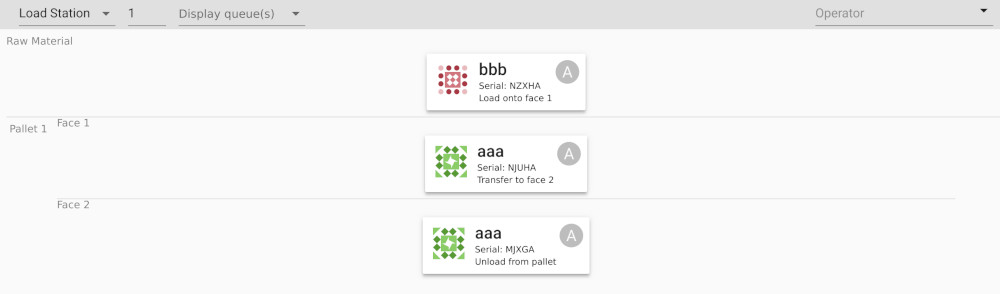 Load Station 1 Display queue(s) Operator
Raw Material
bbb A
Serial: NZXHA
Load onto face 1
Pallet 1 Face 1
aaa A
Serial: NJUHA
Transfer to face 2
Face 2
aaa A
Serial: MJXGA
Unload from pallet